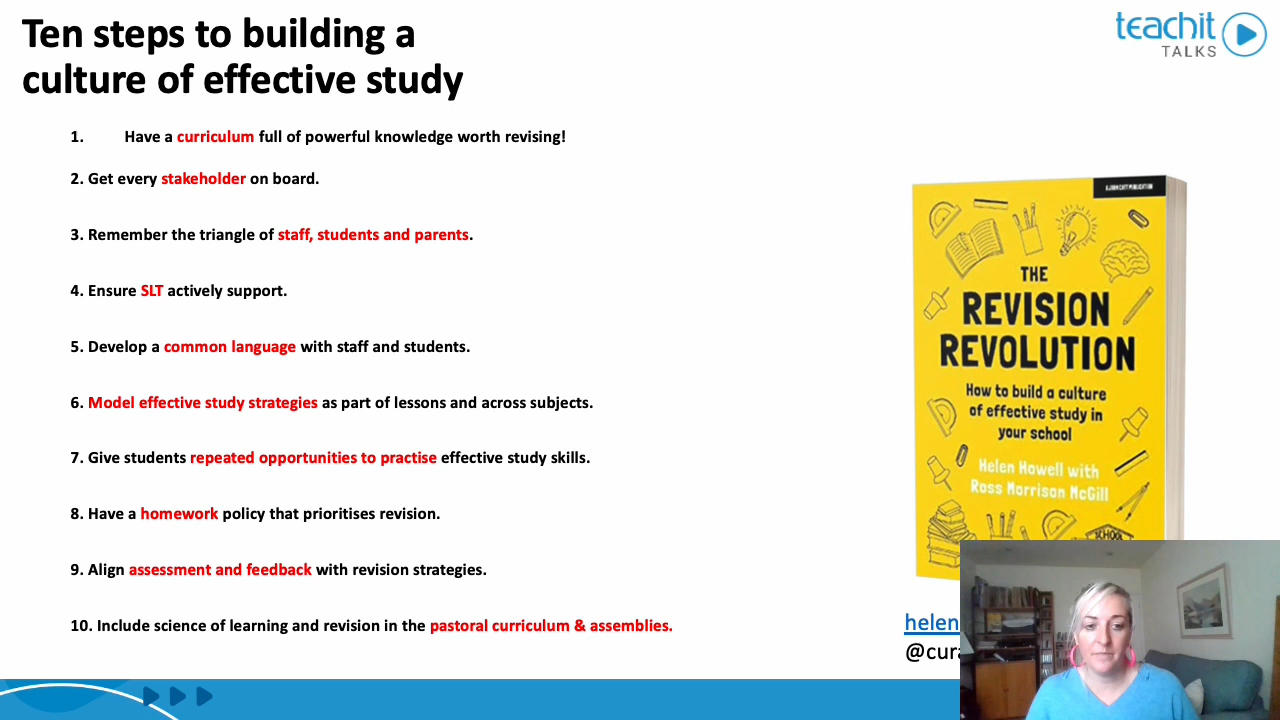 Ten steps to building a
culture of effective study
teachit
TALKS
1. Have a curriculum full of powerful knowledge worth revising!
2. Get every stakeholder on board.
3. Remember the triangle of staff, students and parents.
4. Ensure SLT actively support.
5. Develop a common language with staff and students.
6. Model effective study strategies as part of lessons and across subjects.
7. Give students repeated opportunities to practise effective study skills.
8. Have a homework policy that prioritises revision.
9. Align assessment and feedback with revision strategies.
10. Include science of learning and revision in the pastoral curriculum & assemblies.
THE
REVISION
REVOLUTION
How to build a culture
of effective study in
your school
Helen Howell with
Ross Morrison McGill
SCHOOL
helen
@cura